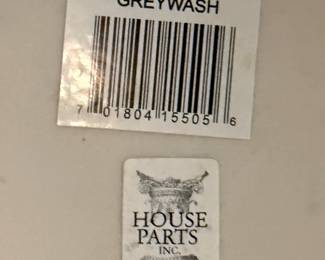 GREYWASH
7 01804 15505 6
HOUSE
PARTS
INC.